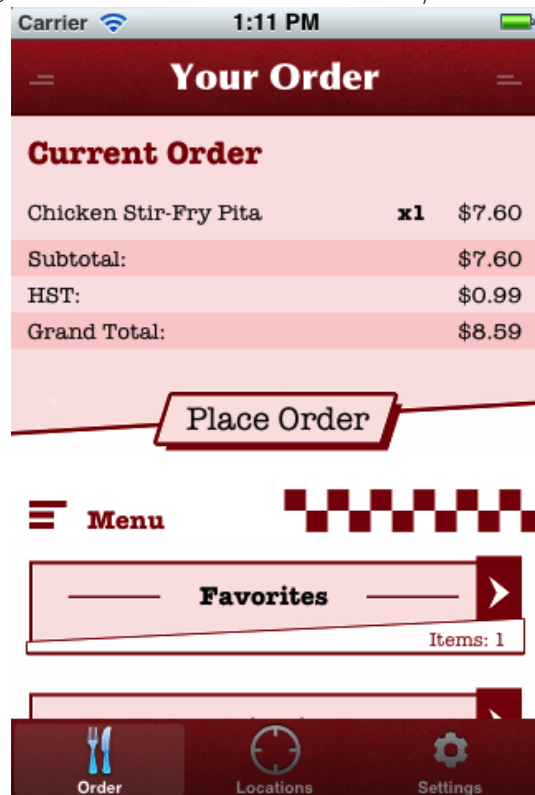 Carrier 1:11 PM
Your Order
Current Order
Chicken Stir-Fry Pita x1 $7.60
Subtotal: $7.60
HST: $0.99
Grand Total: $8.59
Place Order
Menu
Favorites
Items: 1
Order Locations Settings